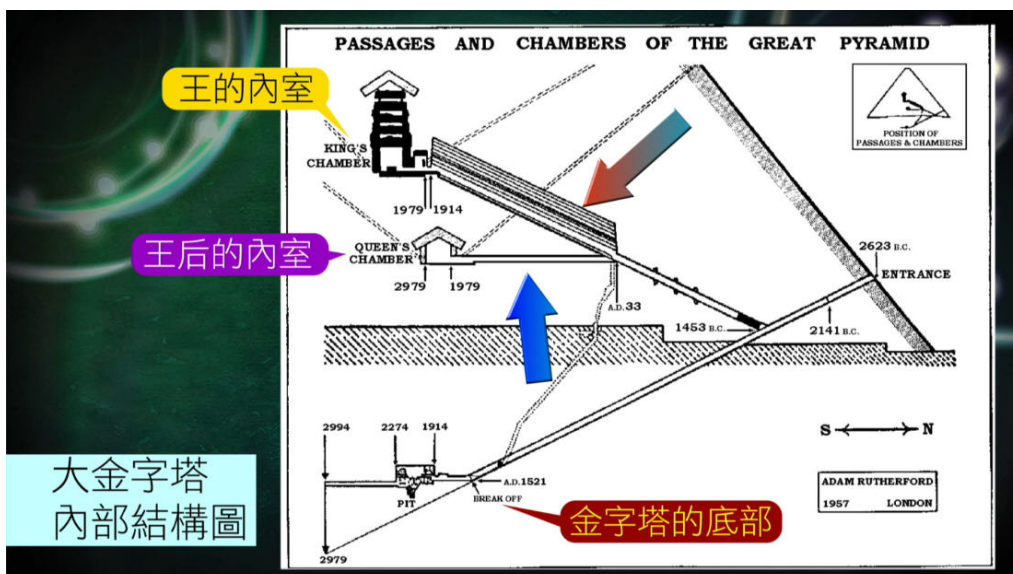 PASSAGES AND CHAMBERS OF THE GREAT PYRAMID
王的內室
KING'S
CHAMBER
POSITION OF
PASSAGES & CHAMBERS
1979 1914
王后的內室
QUEEN'S
CHAMBER
2979 1979
2623 B.C.
ENTRANCE
A.D.33
1453 B.C.
2141 B.C.
2994 2274 1914
S N
A.D.1521
PIT
BREAK OFF
2979
大金字塔
內部結構圖
金字塔的底部
ADAM RUTHERFORD
1957 LONDON